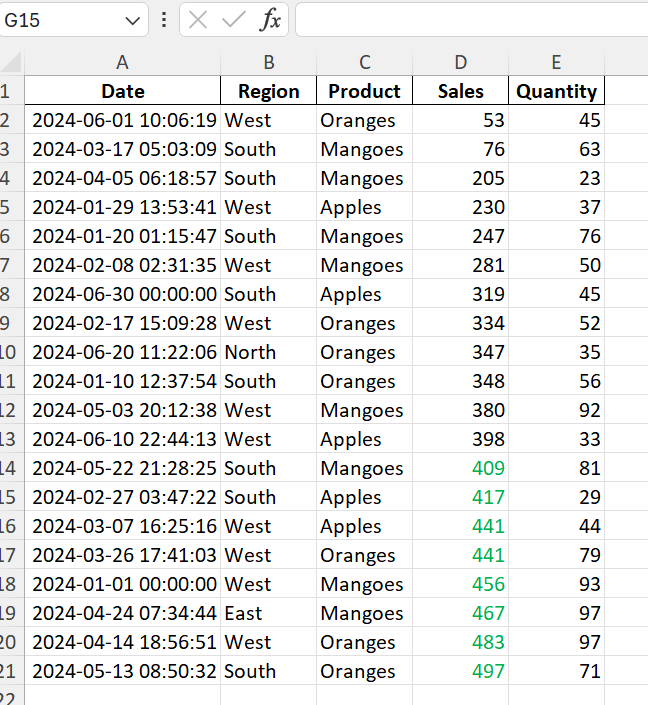 G15 fx
A B C D E
1 Date Region Product Sales Quantity
2 2024-06-01 10:06:19 West Oranges 53 45
3 2024-03-17 05:03:09 South Mangoes 76 63
4 2024-04-05 06:18:57 South Mangoes 205 23
5 2024-01-29 13:53:41 West Apples 230 37
6 2024-01-20 01:15:47 South Mangoes 247 76
7 2024-02-08 02:31:35 West Mangoes 281 50
8 2024-06-30 00:00:00 South Apples 319 45
9 2024-02-17 15:09:28 West Oranges 334 52
10 2024-06-20 11:22:06 North Oranges 347 35
11 2024-01-10 12:37:54 South Oranges 348 56
12 2024-05-03 20:12:38 West Mangoes 380 92
13 2024-06-10 22:44:13 West Apples 398 33
14 2024-05-22 21:28:25 South Mangoes 409 81
15 2024-02-27 03:47:22 South Apples 417 29
16 2024-03-07 16:25:16 West Apples 441 44
17 2024-03-26 17:41:03 West Oranges 441 79
18 2024-01-01 00:00:00 West Mangoes 456 93
19 2024-04-24 07:34:44 East Mangoes 467 97
20 2024-04-14 18:56:51 West Oranges 483 97
21 2024-05-13 08:50:32 South Oranges 497 71
22